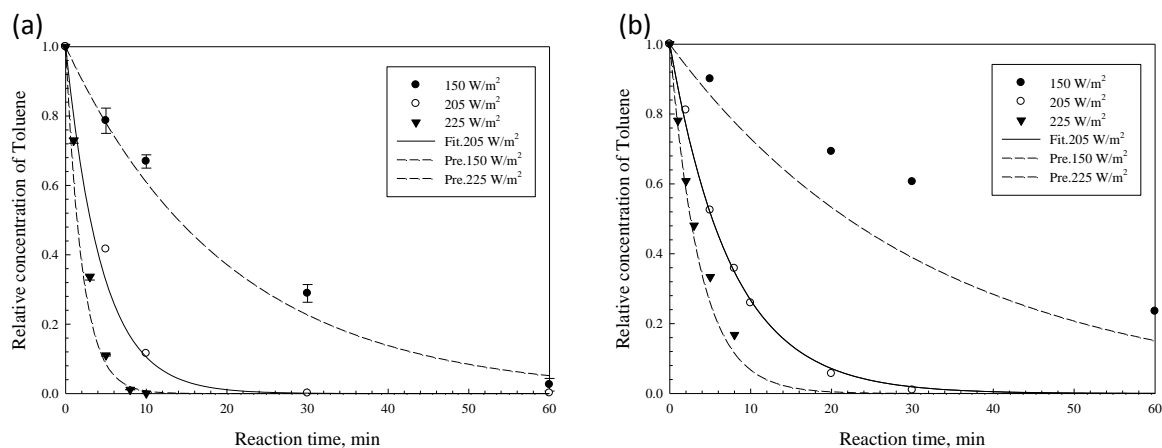 (a)
Relative concentration of Toluene
1.0
0.8
0.6
0.4
0.2
0.0
150 W/m²
205 W/m²
225 W/m²
Fit.205 W/m²
Pre.150 W/m²
Pre.225 W/m²
0 10 20 30 40 50 60
Reaction time, min
(b)
Relative concentration of Toluene
1.0
0.8
0.6
0.4
0.2
0.0
150 W/m²
205 W/m²
225 W/m²
Fit.205 W/m²
Pre.150 W/m²
Pre.225 W/m²
0 10 20 30 40 50 60
Reaction time, min